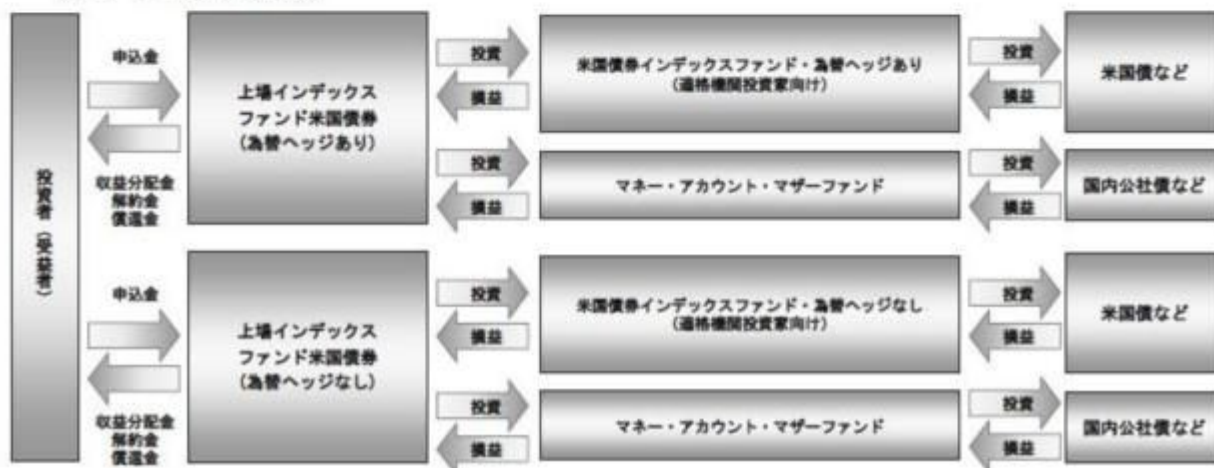 投資者（受益者）
申込金
収益分配金
解約金
償還金
上場インデックス
ファンド米国債券
(為替ヘッジあり)
投資
損益
米国債券インデックスファンド・為替ヘッジあり
(適格機関投資家向け)
投資
損益
米国債など
投資
損益
マネー・アカウント・マザーファンド
投資
損益
国内公社債など
申込金
収益分配金
解約金
償還金
上場インデックス
ファンド米国債券
(為替ヘッジなし)
投資
損益
米国債券インデックスファンド・為替ヘッジなし
(適格機関投資家向け)
投資
損益
米国債など
投資
損益
マネー・アカウント・マザーファンド
投資
損益
国内公社債など